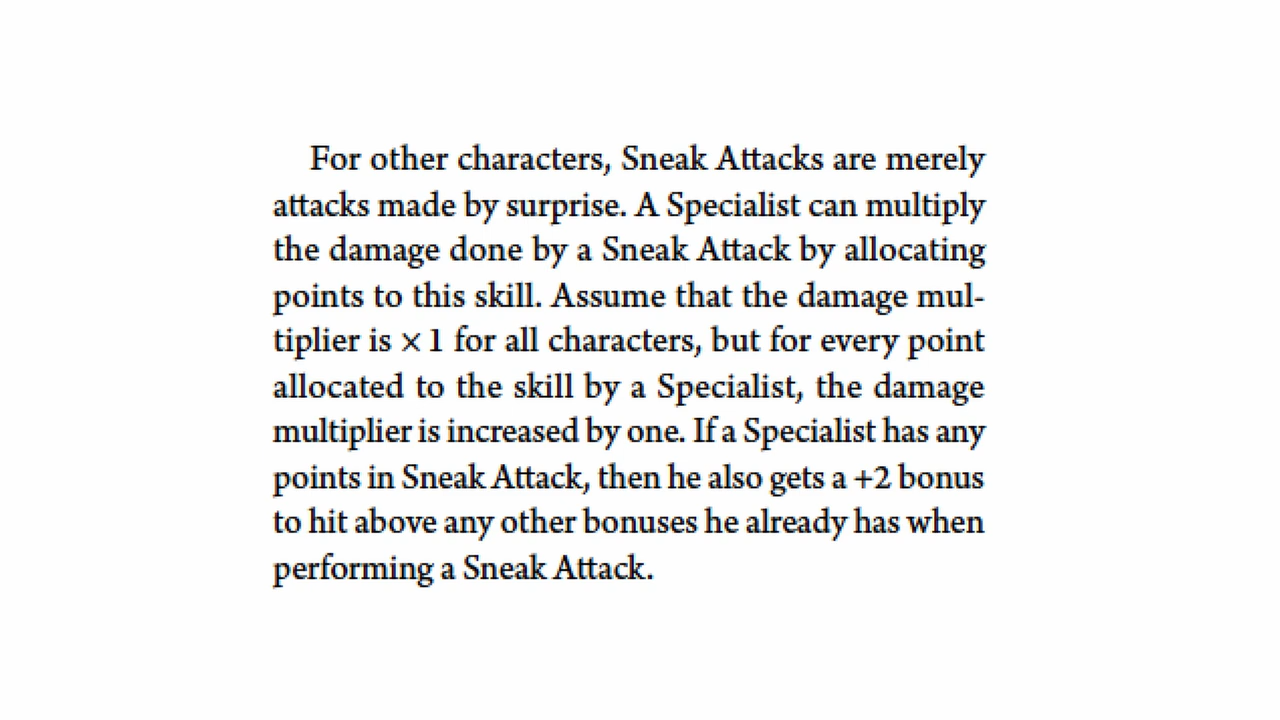 For other characters, Sneak Attacks are merely
attacks made by surprise. A Specialist can multiply
the damage done by a Sneak Attack by allocating
points to this skill. Assume that the damage mul-
tiplier is × 1 for all characters, but for every point
allocated to the skill by a Specialist, the damage
multiplier is increased by one. If a Specialist has any
points in Sneak Attack, then he also gets a +2 bonus
to hit above any other bonuses he already has when
performing a Sneak Attack.